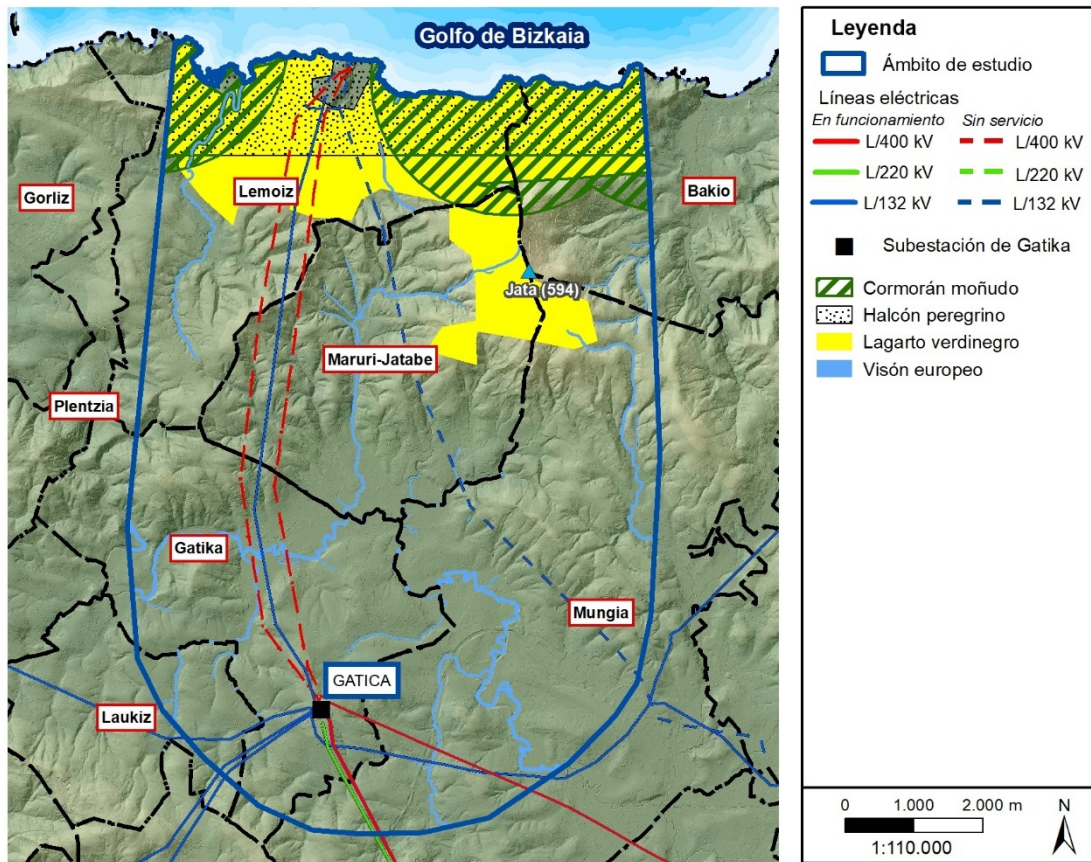 Golfo de Bizkaia
Gorliz
Lemoiz
Bakio
Jata (594)
Maruri-Jatabe
Plentzia
Gatika
Mungia
GATICA
Laukiz
Leyenda
Ámbito de estudio
Líneas eléctricas
En funcionamiento Sin servicio
L/400 kV L/400 kV
L/220 kV L/220 kV
L/132 kV L/132 kV
Subestación de Gatika
Cormorán moñudo
Halcón peregrino
Lagarto verdinegro
Visón europeo
0 1.000 2.000 m
N
1:110.000